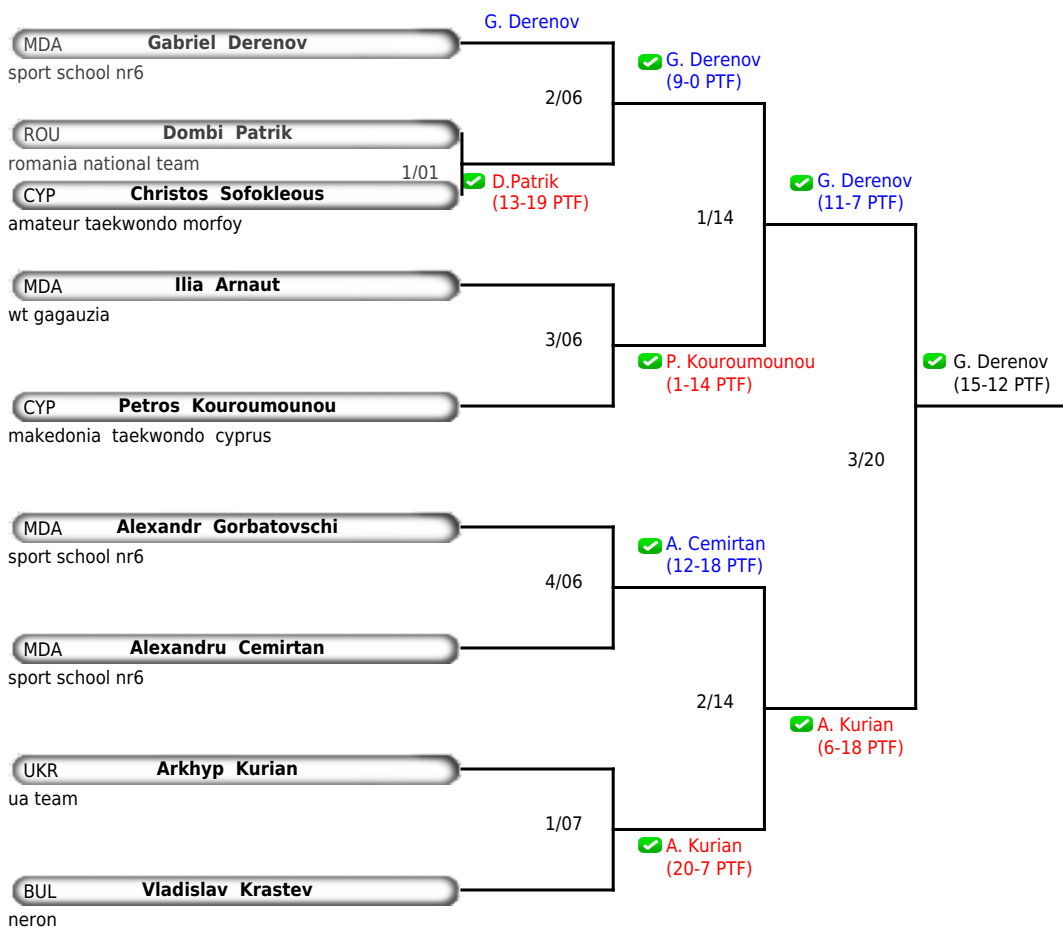 G. Derenov
MDA Gabriel Derenov
sport school nr6
G. Derenov
(9-0 PTF)
2/06
ROU Dombi Patrik
romania national team
1/01
D.Patrik
(13-19 PTF)
CYP Christos Sofokleous
amateur taekwondo morfoy
G. Derenov
(11-7 PTF)
1/14
MDA Ilia Arnaut
wt gagauzia
3/06
P. Kouroumounou
(1-14 PTF)
G. Derenov
(15-12 PTF)
CYP Petros Kouroumounou
makedonia taekwondo cyprus
3/20
MDA Alexandr Gorbatovschi
sport school nr6
A. Cemirtan
(12-18 PTF)
4/06
MDA Alexandru Cemirtan
sport school nr6
2/14
A. Kurian
(6-18 PTF)
UKR Arkhyp Kurian
ua team
1/07
A. Kurian
(20-7 PTF)
BUL Vladislav Krastev
neron